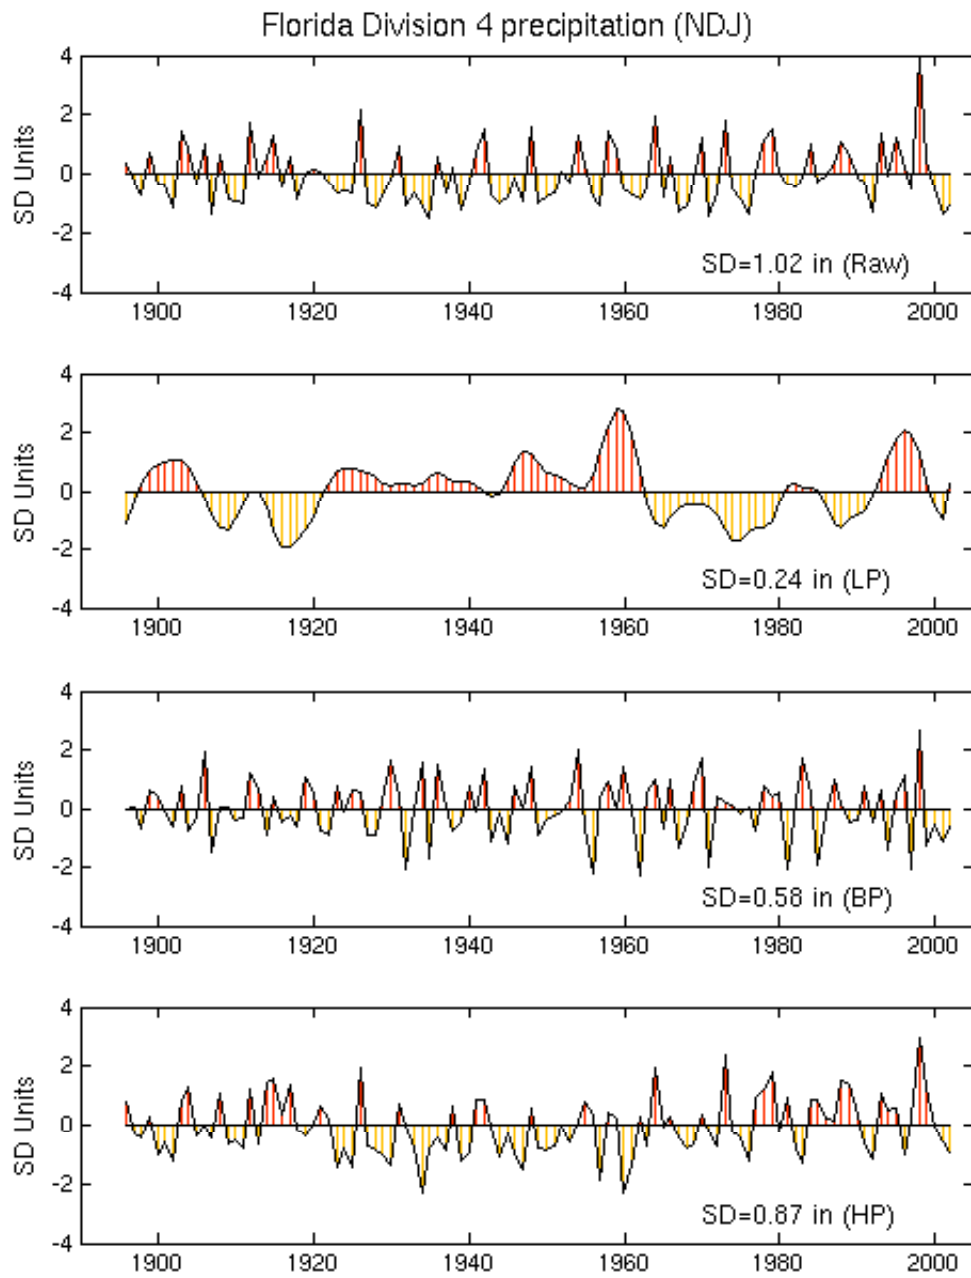 Florida Division 4 precipitation (NDJ)
4
2
0
-2
-4
SD Units
SD=1.02 in (Raw)
1900 1920 1940 1960 1980 2000
4
2
0
-2
-4
SD Units
SD=0.24 in (LP)
1900 1920 1940 1960 1980 2000
4
2
0
-2
-4
SD Units
SD=0.58 in (BP)
1900 1920 1940 1960 1980 2000
4
2
0
-2
-4
SD Units
SD=0.87 in (HP)
1900 1920 1940 1960 1980 2000